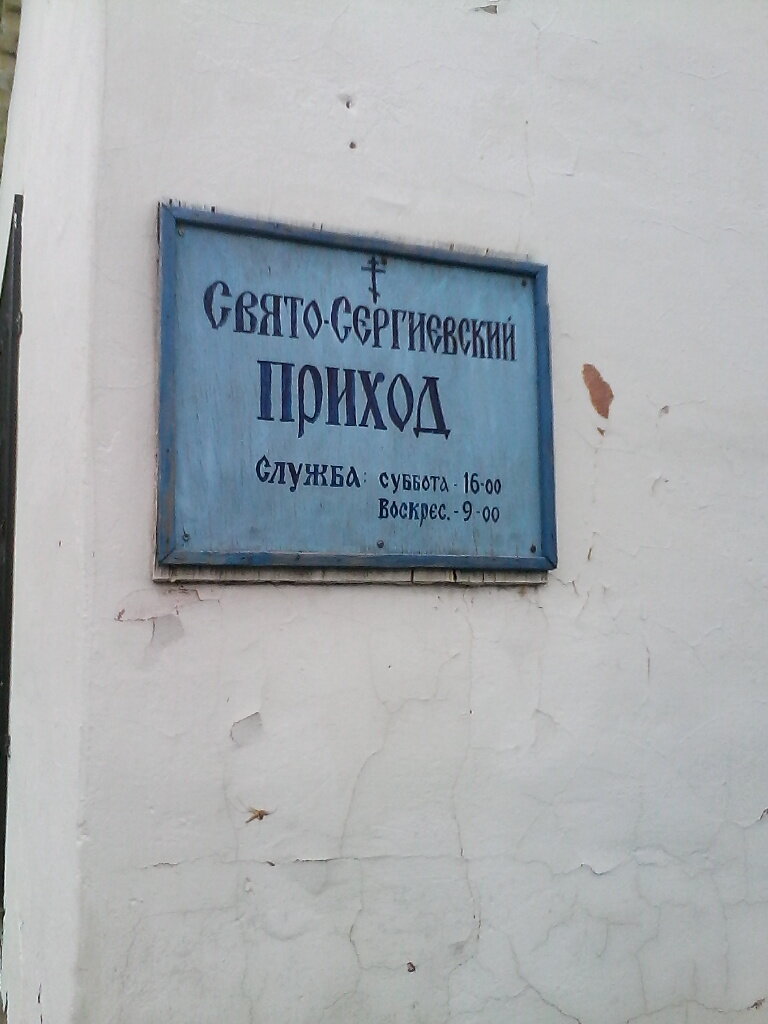 Свято-Сергиевский
приход
Служба: суббота - 16-00
Воскрес. - 9-00